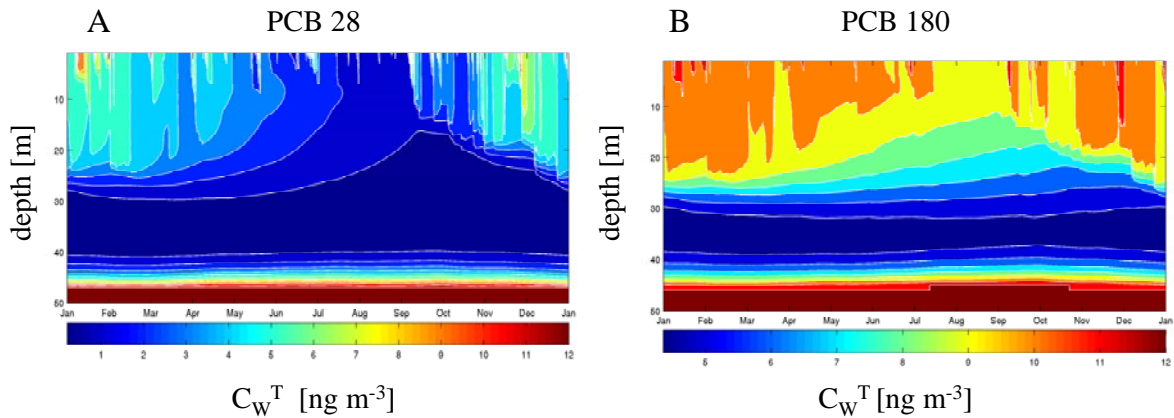 A PCB 28
B PCB 180
depth [m]
10
20
30
40
50
Jan Feb Mar Apr May Jun Jul Aug Sep Oct Nov Dec Jan
1 2 3 4 5 6 7 8 9 10 11 12
C_W^T [ng m^-3]
depth [m]
10
20
30
40
50
Jan Feb Mar Apr May Jun Jul Aug Sep Oct Nov Dec Jan
5 6 7 8 9 10 11 12
C_W^T [ng m^-3]